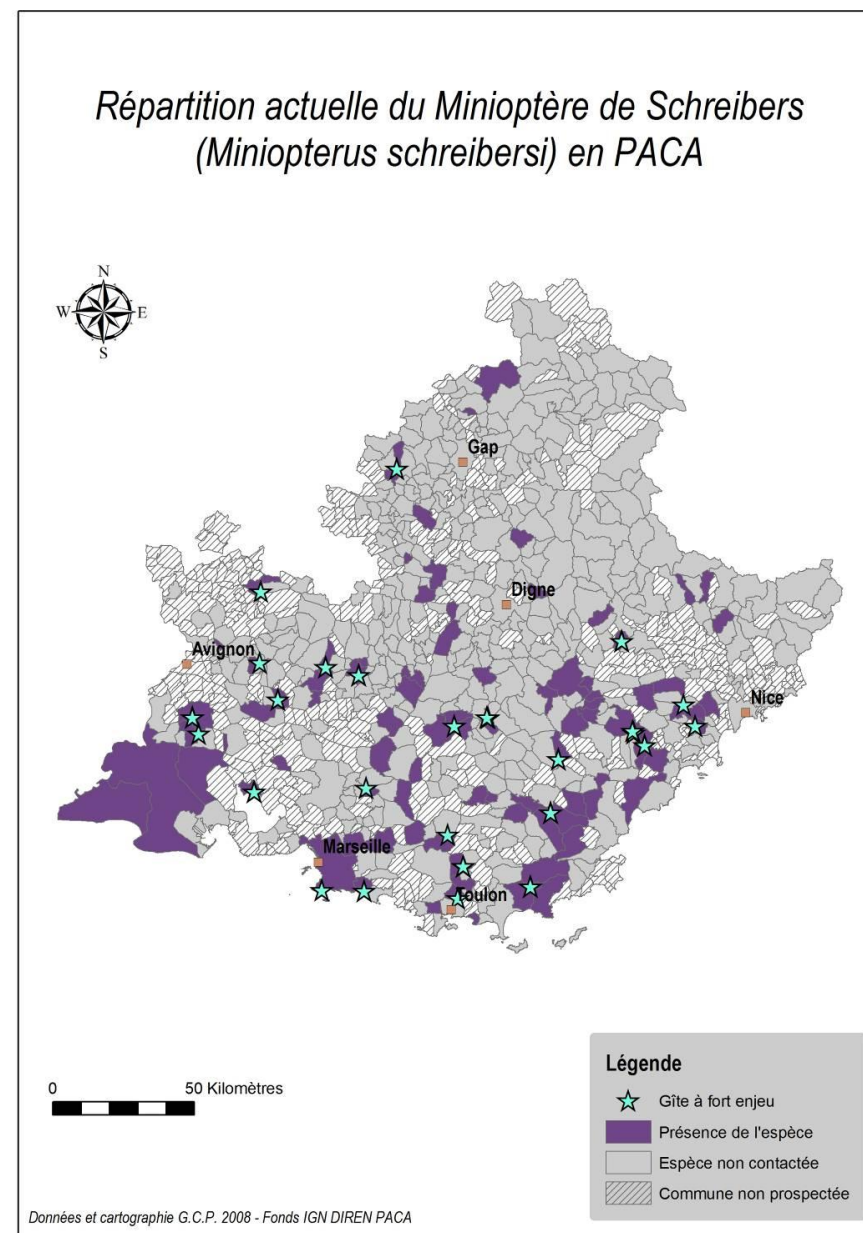 Répartition actuelle du Minioptère de Schreibers
(Miniopterus schreibersi) en PACA
N
W E
S
Gap
Digne
Avignon
Nice
Marseille
Toulon
0 50 Kilomètres
Légende
Gîte à fort enjeu
Présence de l'espèce
Espèce non contactée
Commune non prospectée
Données et cartographie G.C.P. 2008 - Fonds IGN DIREN PACA